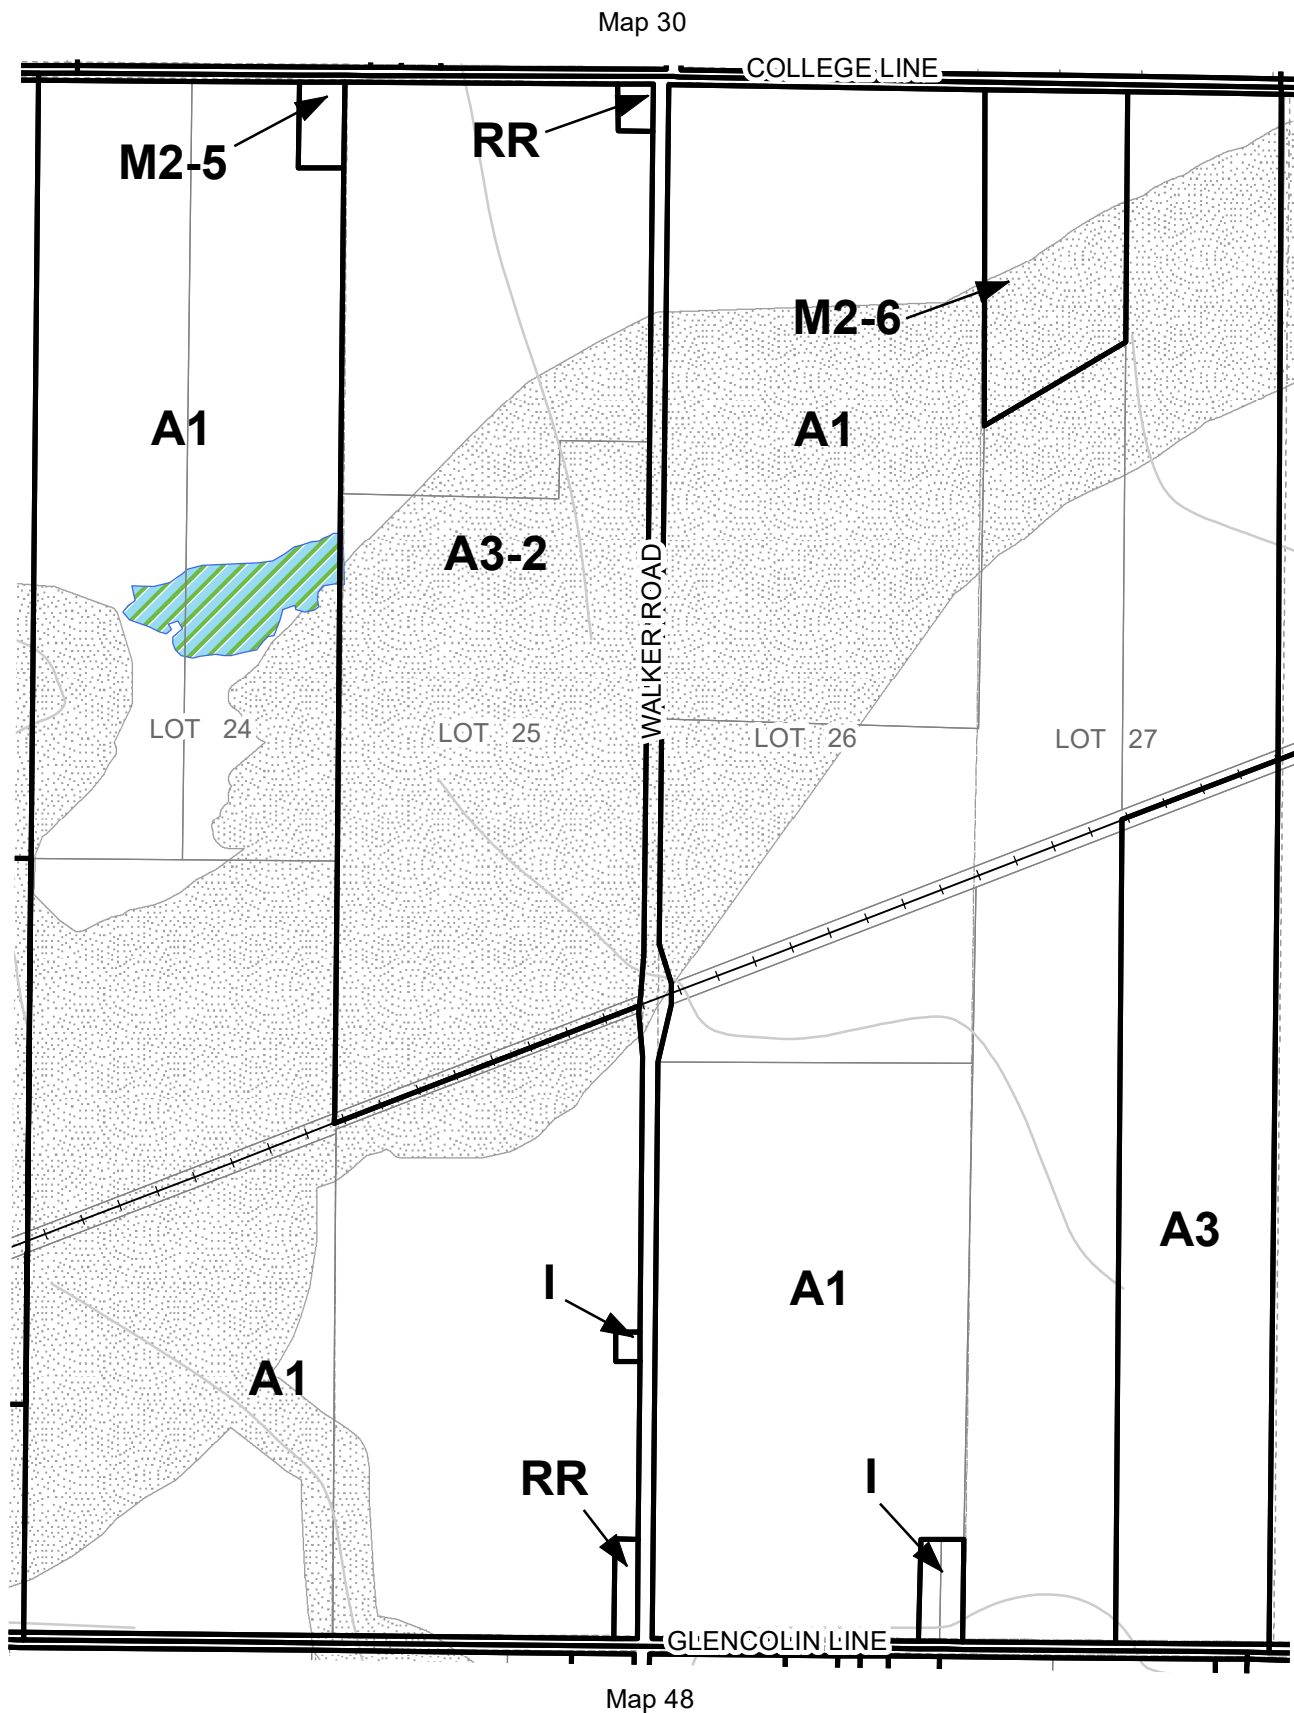 Map 30
COLLEGE LINE
M2-5
RR
M2-6
A1
A1
A3-2
WALKER ROAD
LOT 24
LOT 25
LOT 26
LOT 27
A3
I
A1
A1
RR
I
GLENCOLIN LINE
Map 48